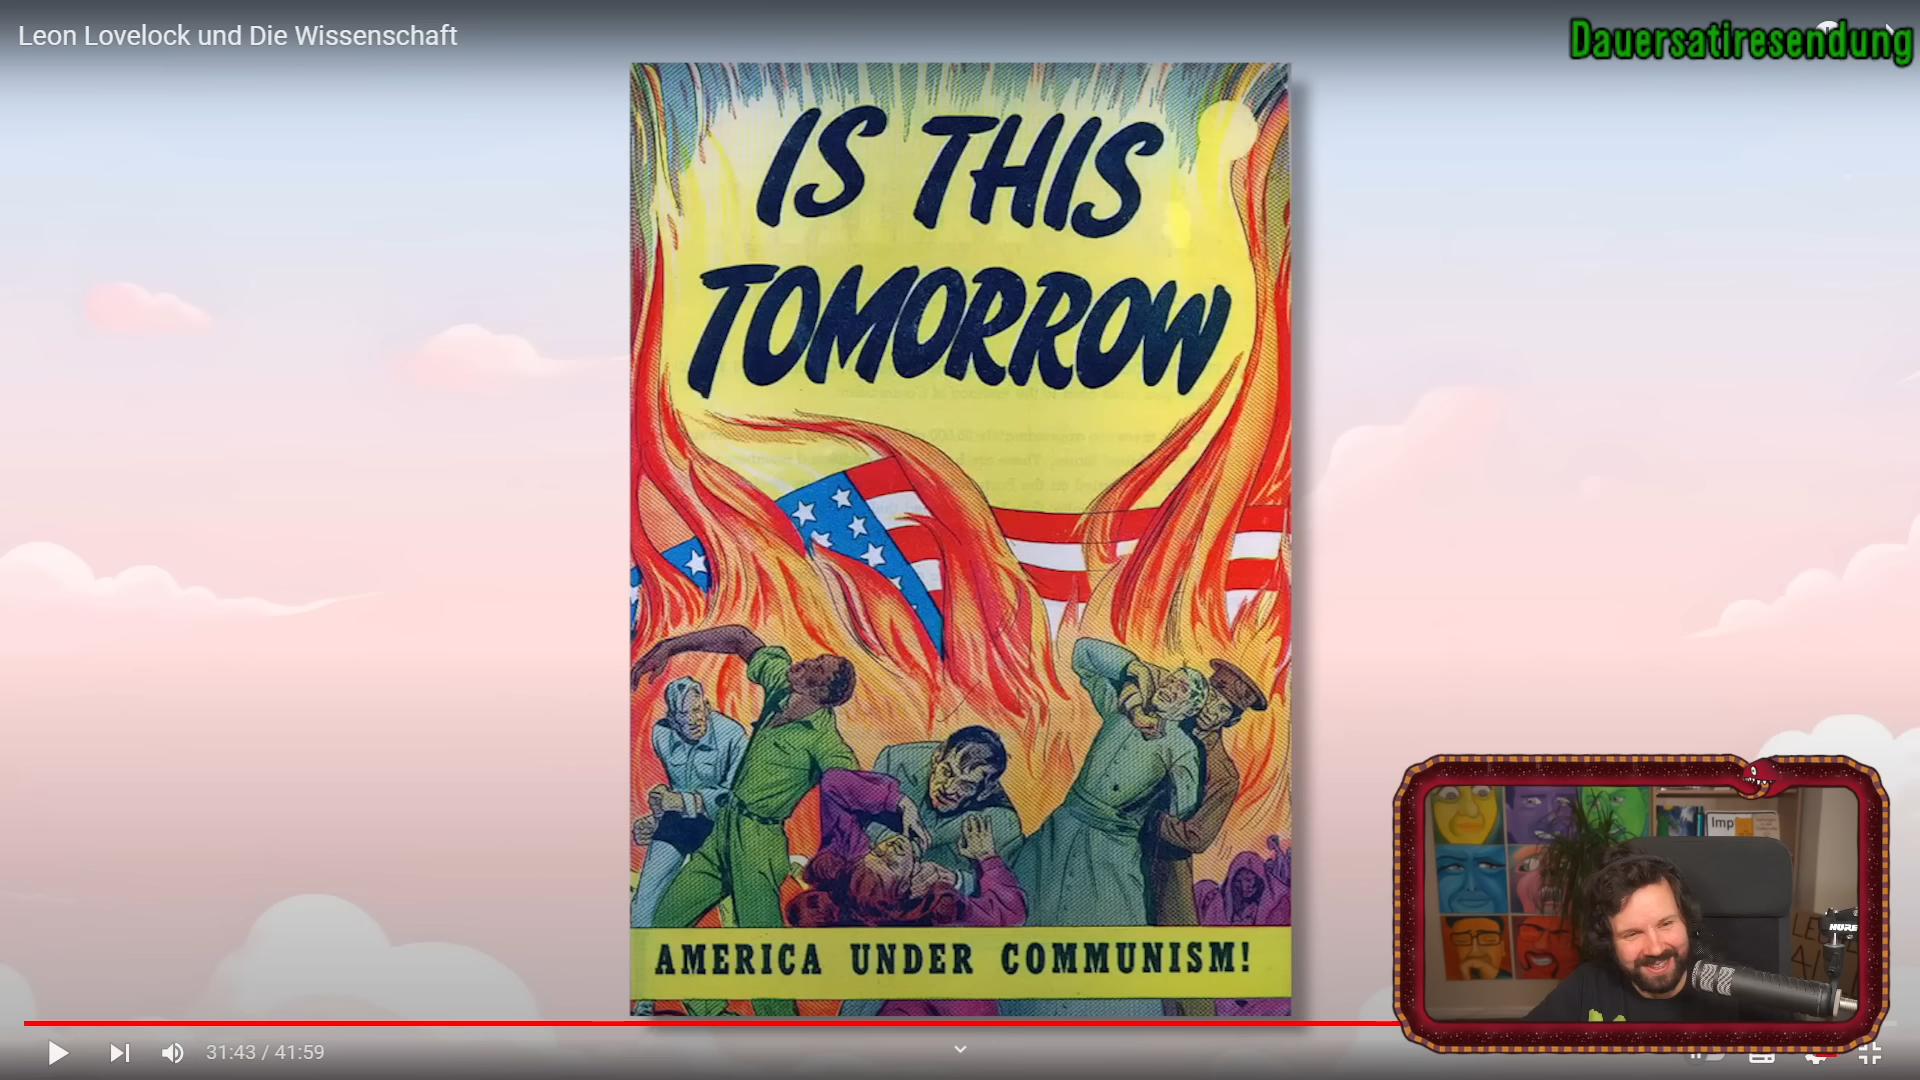 Leon Lovelock und Die Wissenschaft
Dauersatiresendung
IS THIS
TOMORROW
AMERICA UNDER COMMUNISM!
Imp
31:43 / 41:59